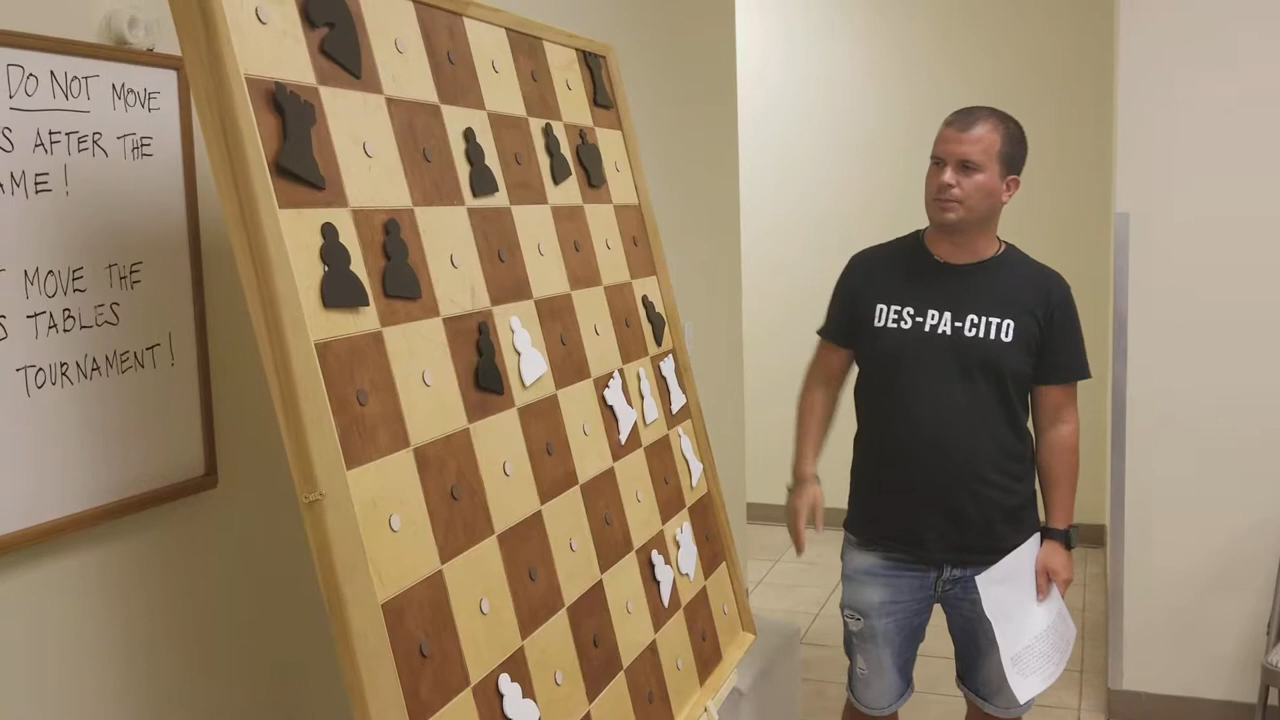 DO NOT MOVE
S AFTER THE
AME!
T MOVE THE
S TABLES
TOURNAMENT!
DES-PA-CITO